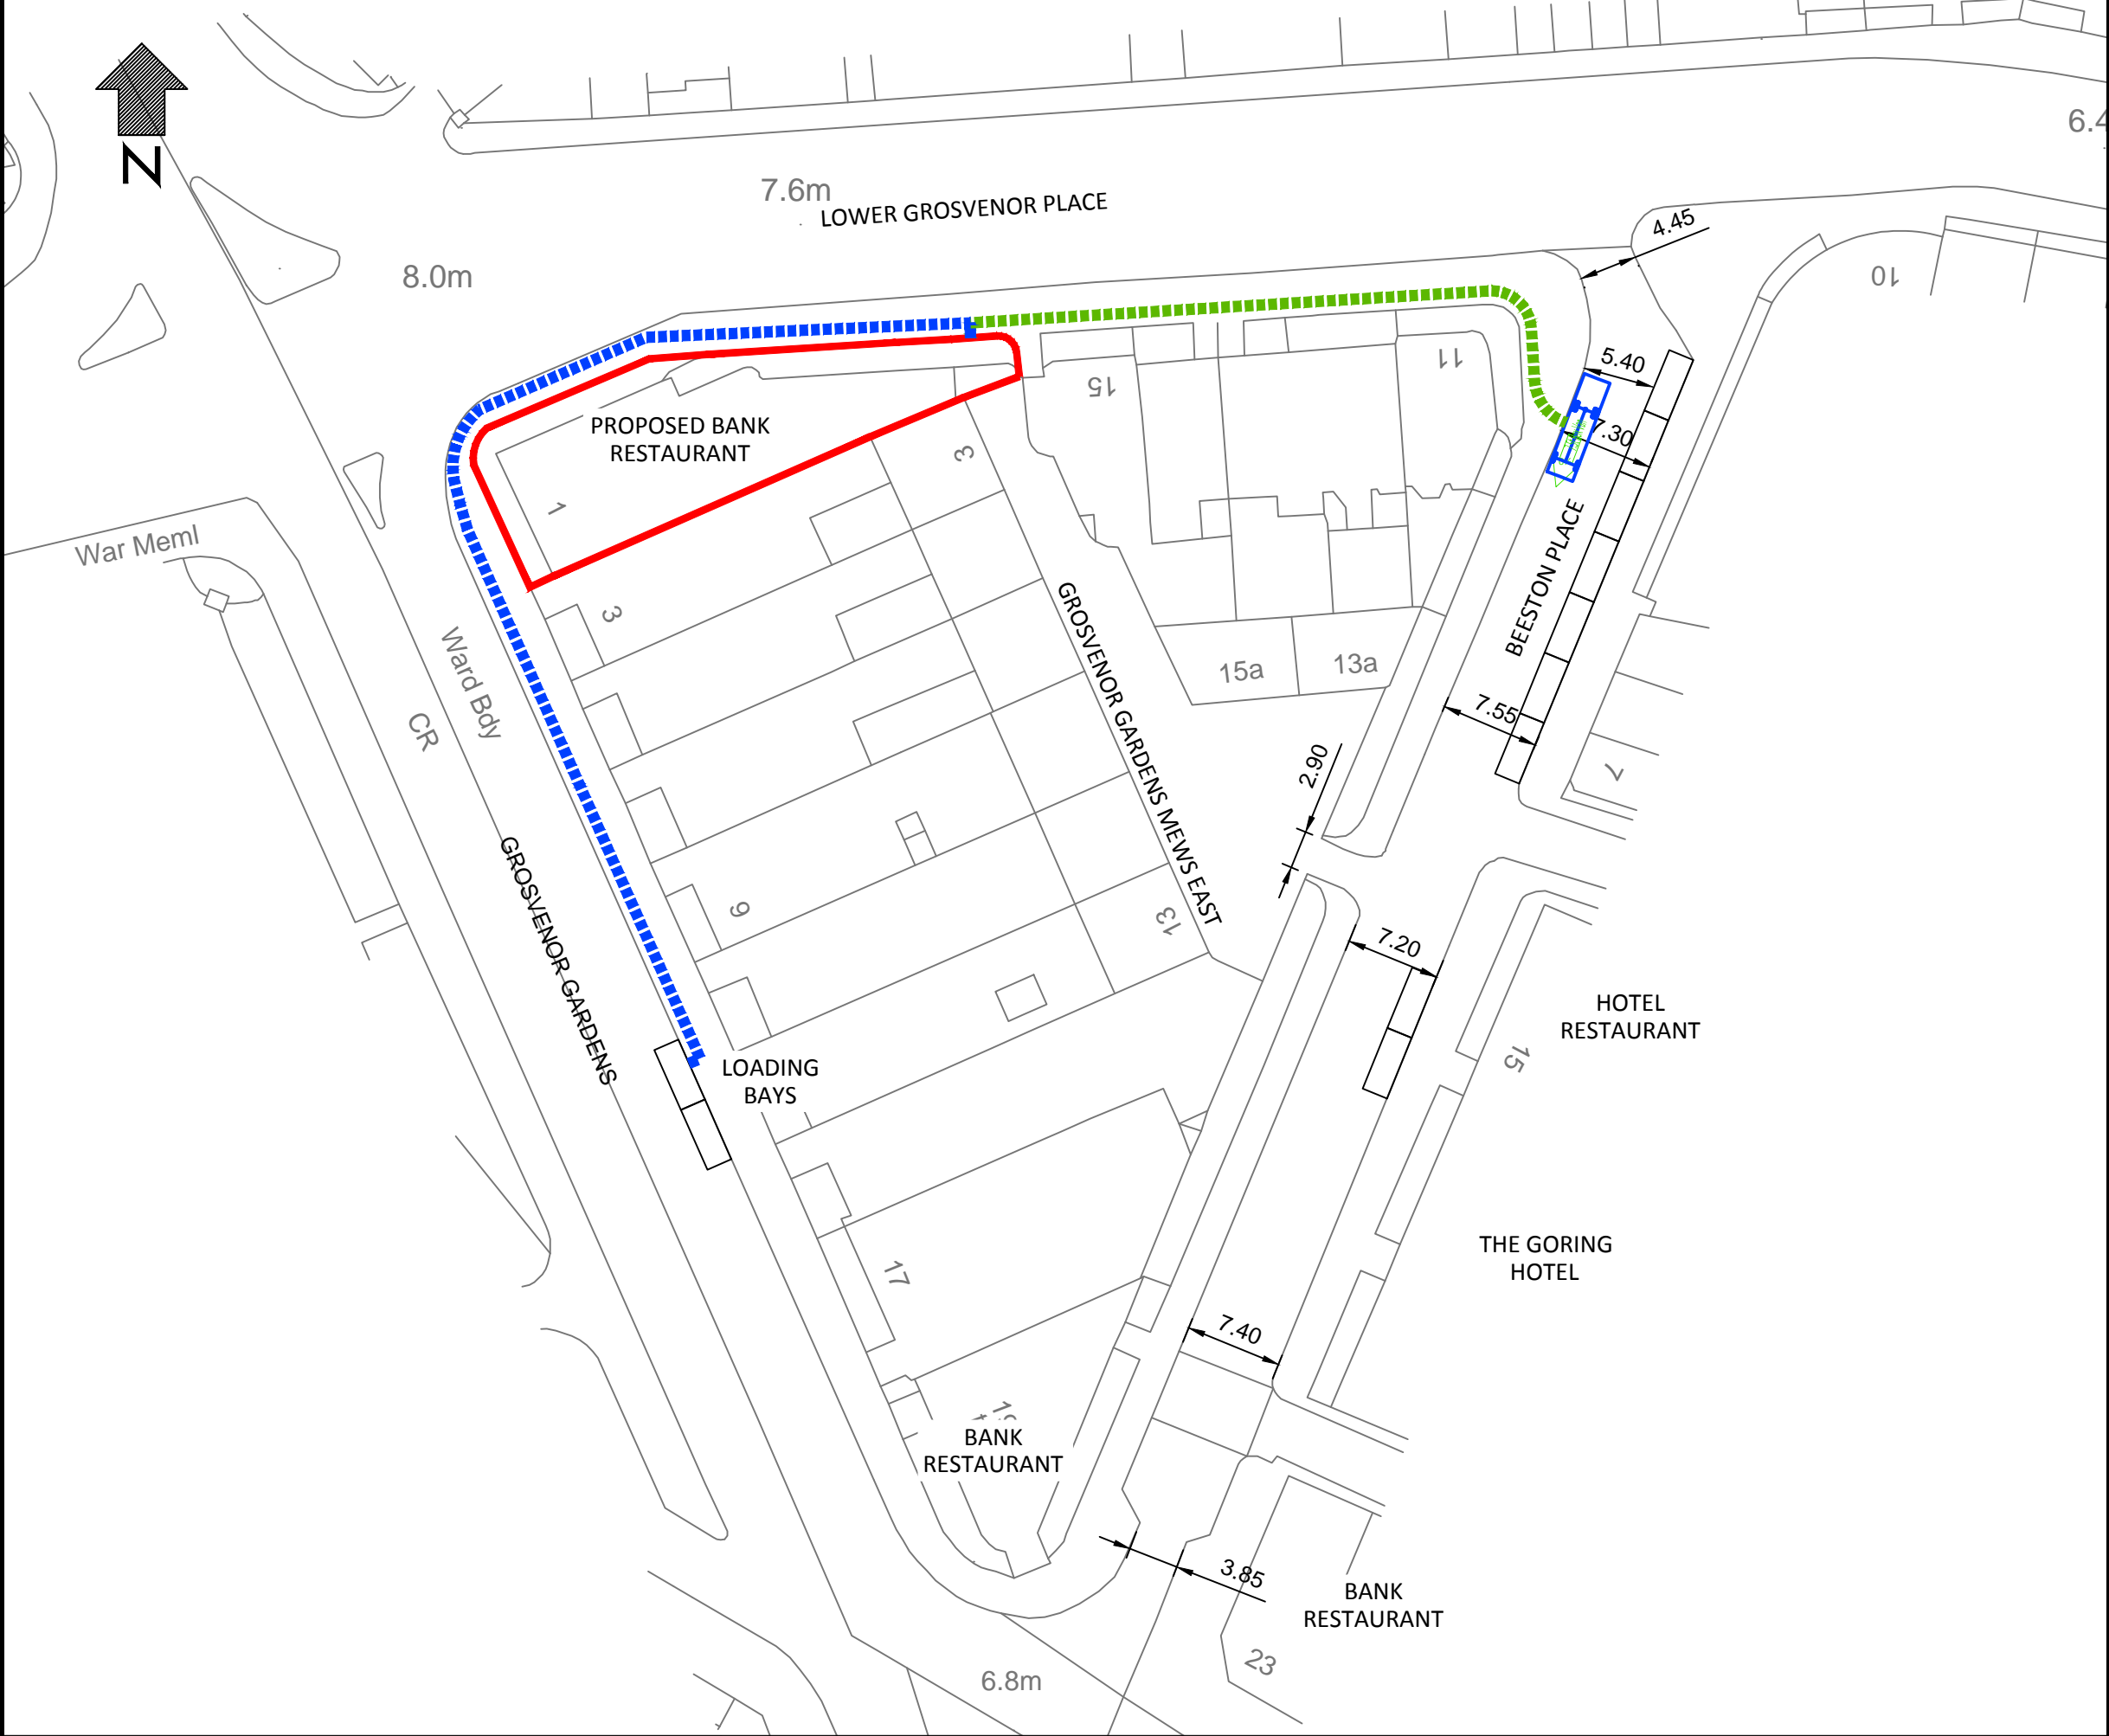 6.4
N
7.6m
LOWER GROSVENOR PLACE
4.45
8.0m
10
11
15
5.40
PROPOSED BANK
RESTAURANT
7.30
3
1
War Meml
BEESTON PLACE
3
GROSVENOR GARDENS MEWS EAST
15a
13a
Ward Bdy
CR
7.55
7
2.90
GROSVENOR GARDENS
9
13
7.20
HOTEL
RESTAURANT
15
LOADING
BAYS
THE GORING
HOTEL
17
7.40
BANK
RESTAURANT
3.85
BANK
RESTAURANT
23
6.8m